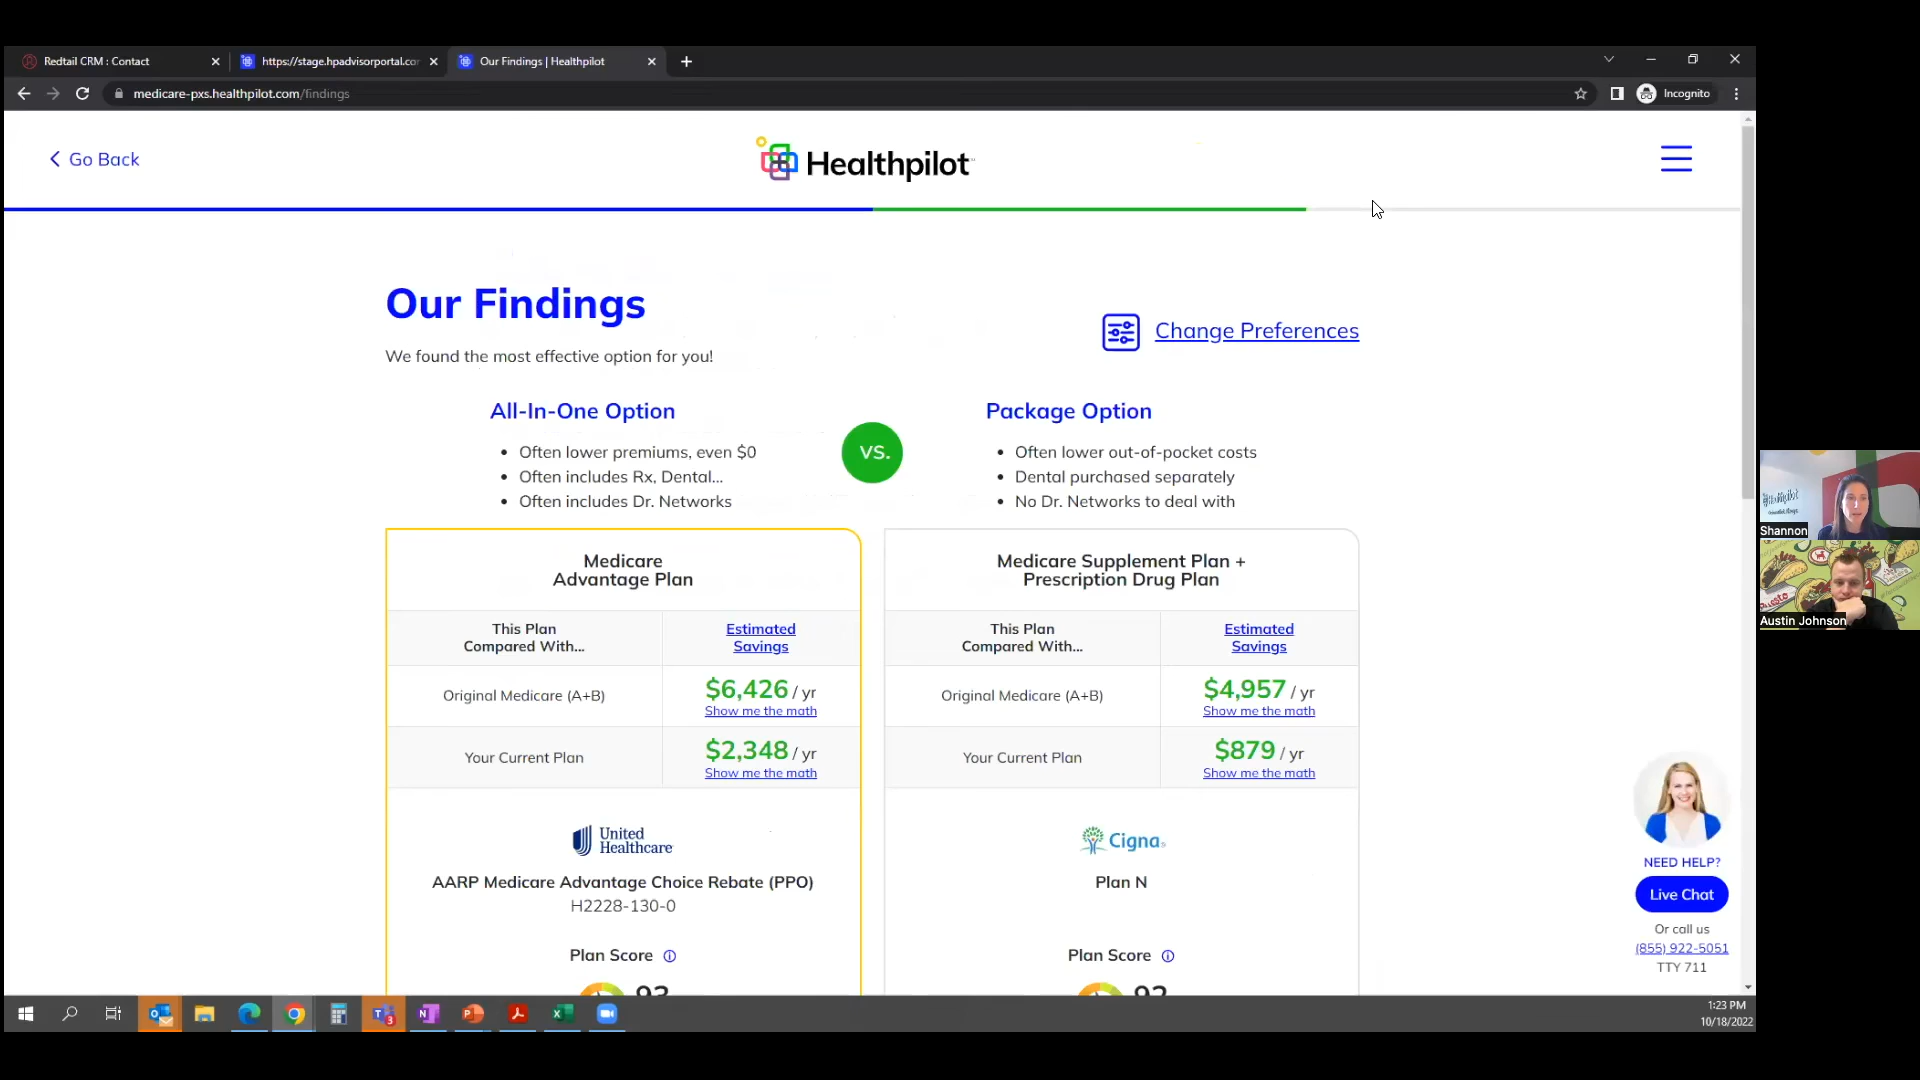 Redtail CRM : Contact
https://stage.hpadvisorportal.co
Our Findings | Healthpilot
medicare-pxs.healthpilot.com/findings
Incognito
Go Back
Healthpilot
Our Findings
We found the most effective option for you!
Change Preferences
All-In-One Option
• Often lower premiums, even $0
• Often includes Rx, Dental...
• Often includes Dr. Networks
VS.
Package Option
• Often lower out-of-pocket costs
• Dental purchased separately
• No Dr. Networks to deal with
Medicare
Advantage Plan
This Plan
Compared With...
Estimated
Savings
Original Medicare (A+B)
$6,426 / yr
Show me the math
Your Current Plan
$2,348 / yr
Show me the math
United
Healthcare
AARP Medicare Advantage Choice Rebate (PPO)
H2228-130-0
Plan Score
93
Medicare Supplement Plan +
Prescription Drug Plan
This Plan
Compared With...
Estimated
Savings
Original Medicare (A+B)
$4,957 / yr
Show me the math
Your Current Plan
$879 / yr
Show me the math
Cigna
Plan N
Plan Score
92
NEED HELP?
Live Chat
Or call us
(855) 922-5051
TTY 711
Shannon
Austin Johnson
1:23 PM
10/18/2022